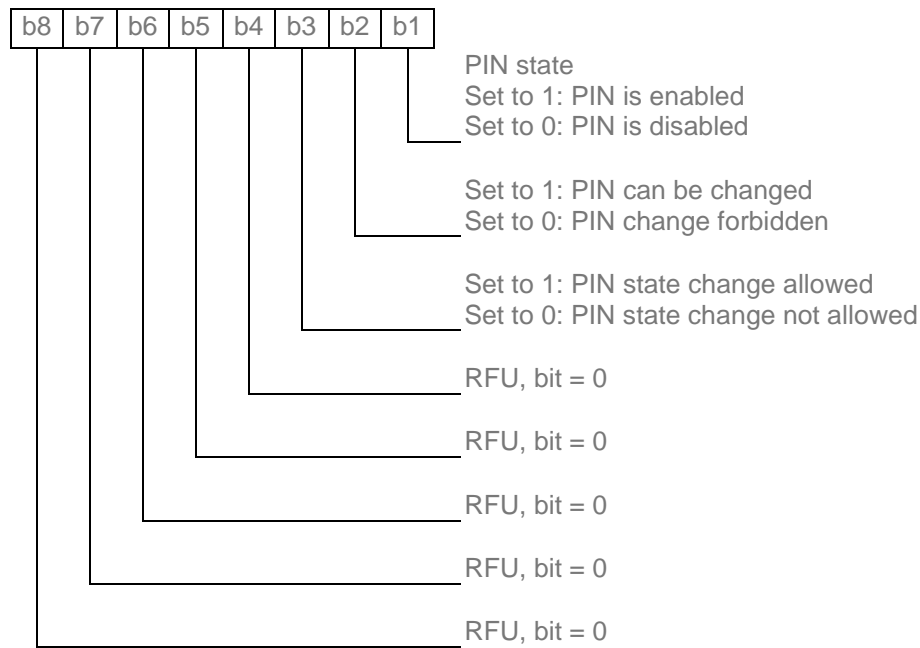 b8 b7 b6 b5 b4 b3 b2 b1
PIN state
Set to 1: PIN is enabled
Set to 0: PIN is disabled
Set to 1: PIN can be changed
Set to 0: PIN change forbidden
Set to 1: PIN state change allowed
Set to 0: PIN state change not allowed
RFU, bit = 0
RFU, bit = 0
RFU, bit = 0
RFU, bit = 0
RFU, bit = 0